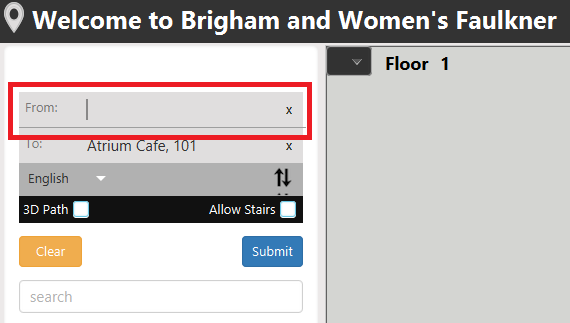 Welcome to Brigham and Women's Faulkner
Floor 1
From: x
To: Atrium Cafe, 101 x
English
3D Path Allow Stairs
Clear Submit
search